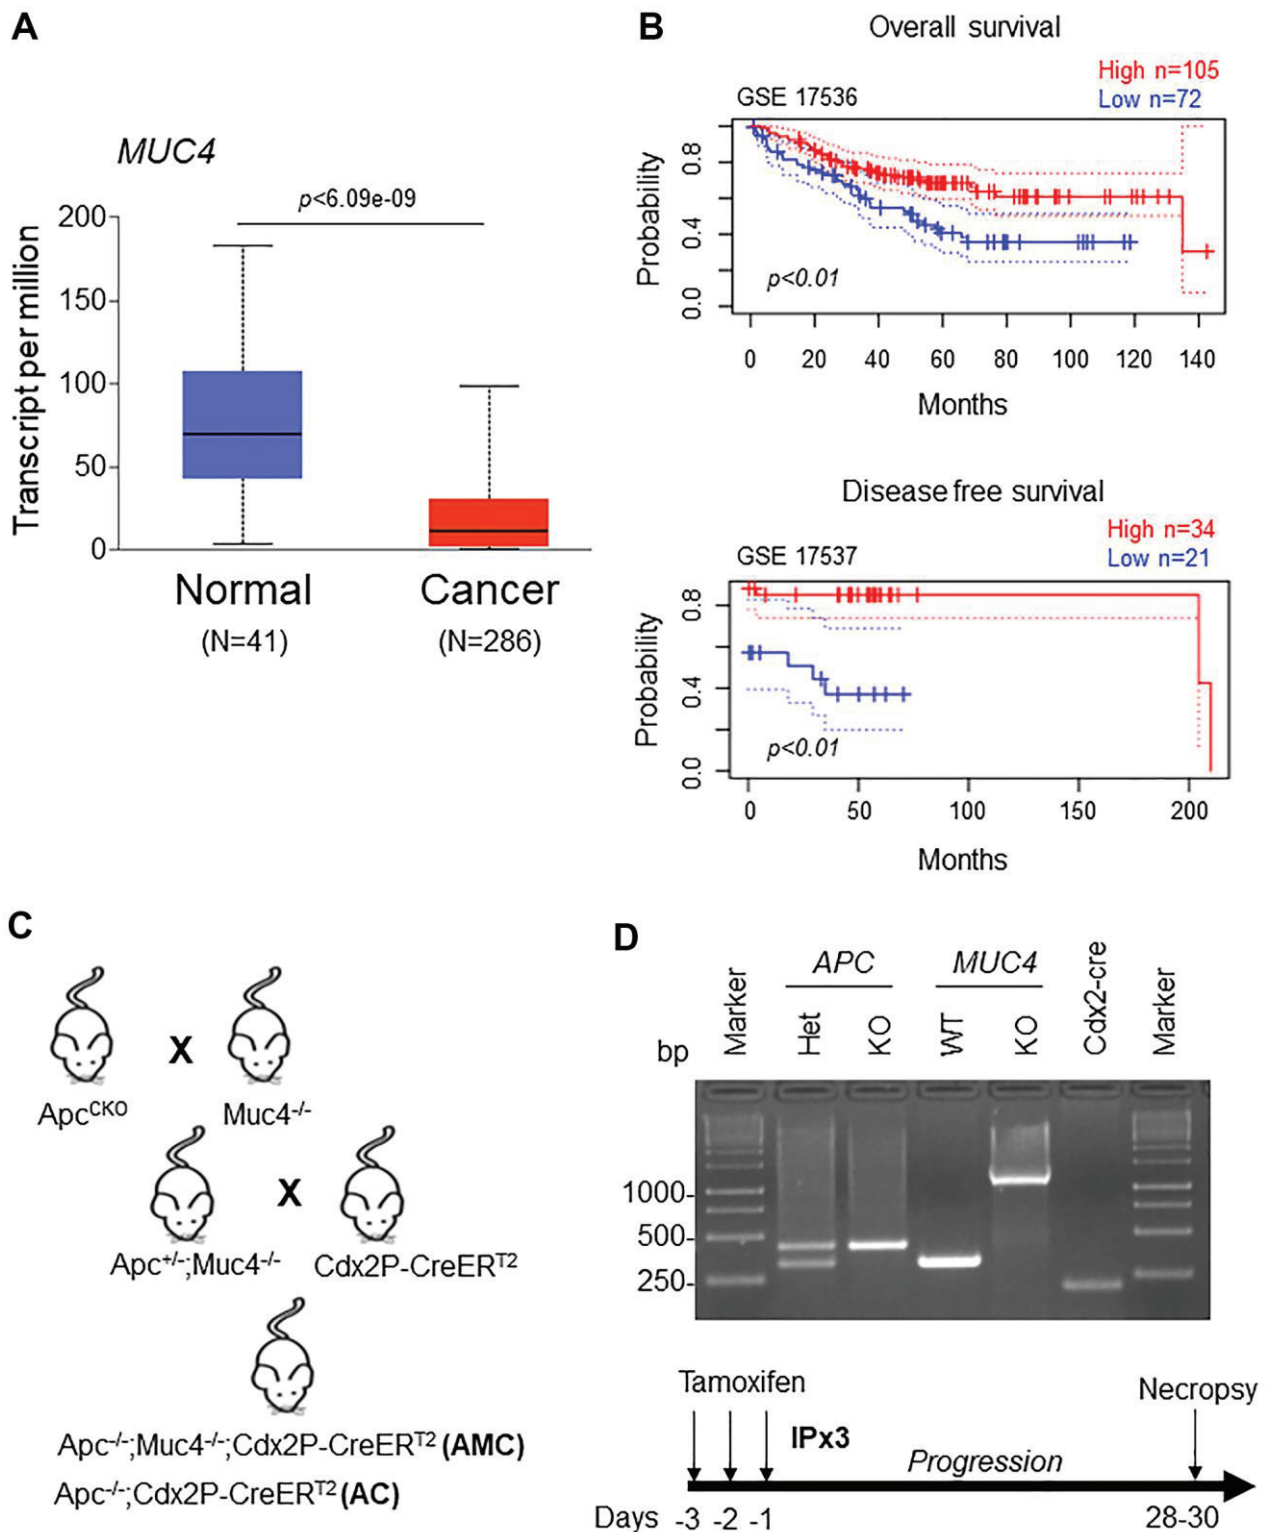 A
MUC4
p<6.09e-09
Transcript per million
200
150
100
50
0
Normal
Cancer
(N=41)
(N=286)
B
Overall survival
High n=105
GSE 17536
Low n=72
Probability
0.8
0.4
0.0
p<0.01
0 20 40 60 80 100 120 140
Months
Disease free survival
High n=34
GSE 17537
Low n=21
Probability
0.8
0.4
0.0
p<0.01
0 50 100 150 200
Months
C
X
Apc^CKO
Muc4^-/-
X
Apc^+/-;Muc4^-/-
Cdx2P-CreER^T2
Apc^-/-;Muc4^-/-;Cdx2P-CreER^T2 (AMC)
Apc^-/-;Cdx2P-CreER^T2 (AC)
D
APC
MUC4
bp
Marker
Het
KO
WT
KO
Cdx2-cre
Marker
1000-
500-
250-
Tamoxifen
Necropsy
IPx3
Progression
Days -3 -2 -1
28-30